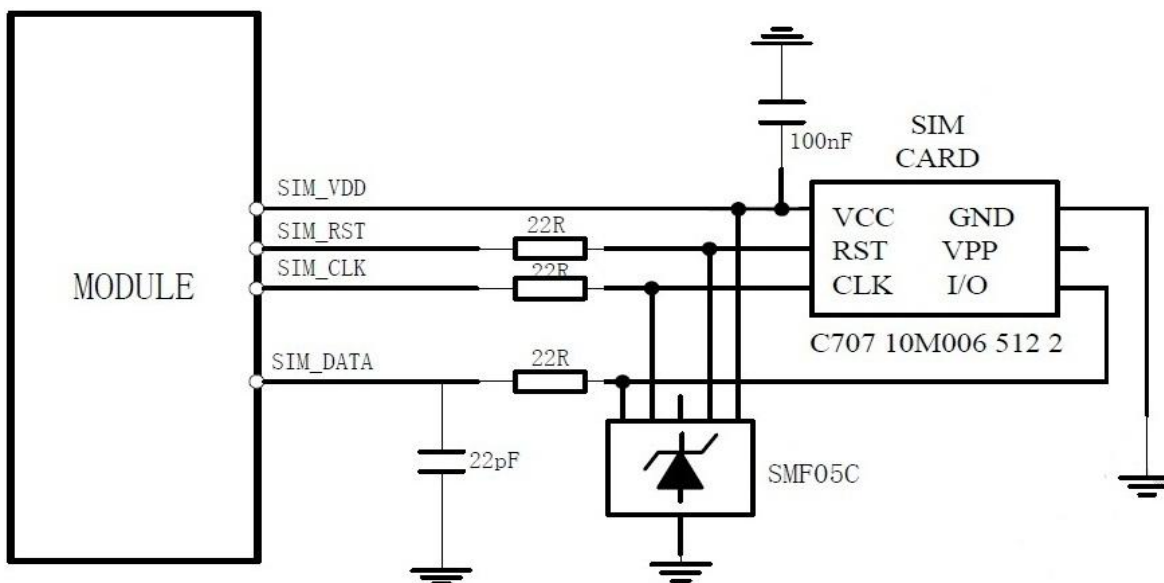 SIM
CARD
100nF
SIM_VDD
SIM_RST
22R
SIM_CLK
22R
SIM_DATA
22R
MODULE
VCC GND
RST VPP
CLK I/O
C707 10M006 512 2
22pF
SMF05C